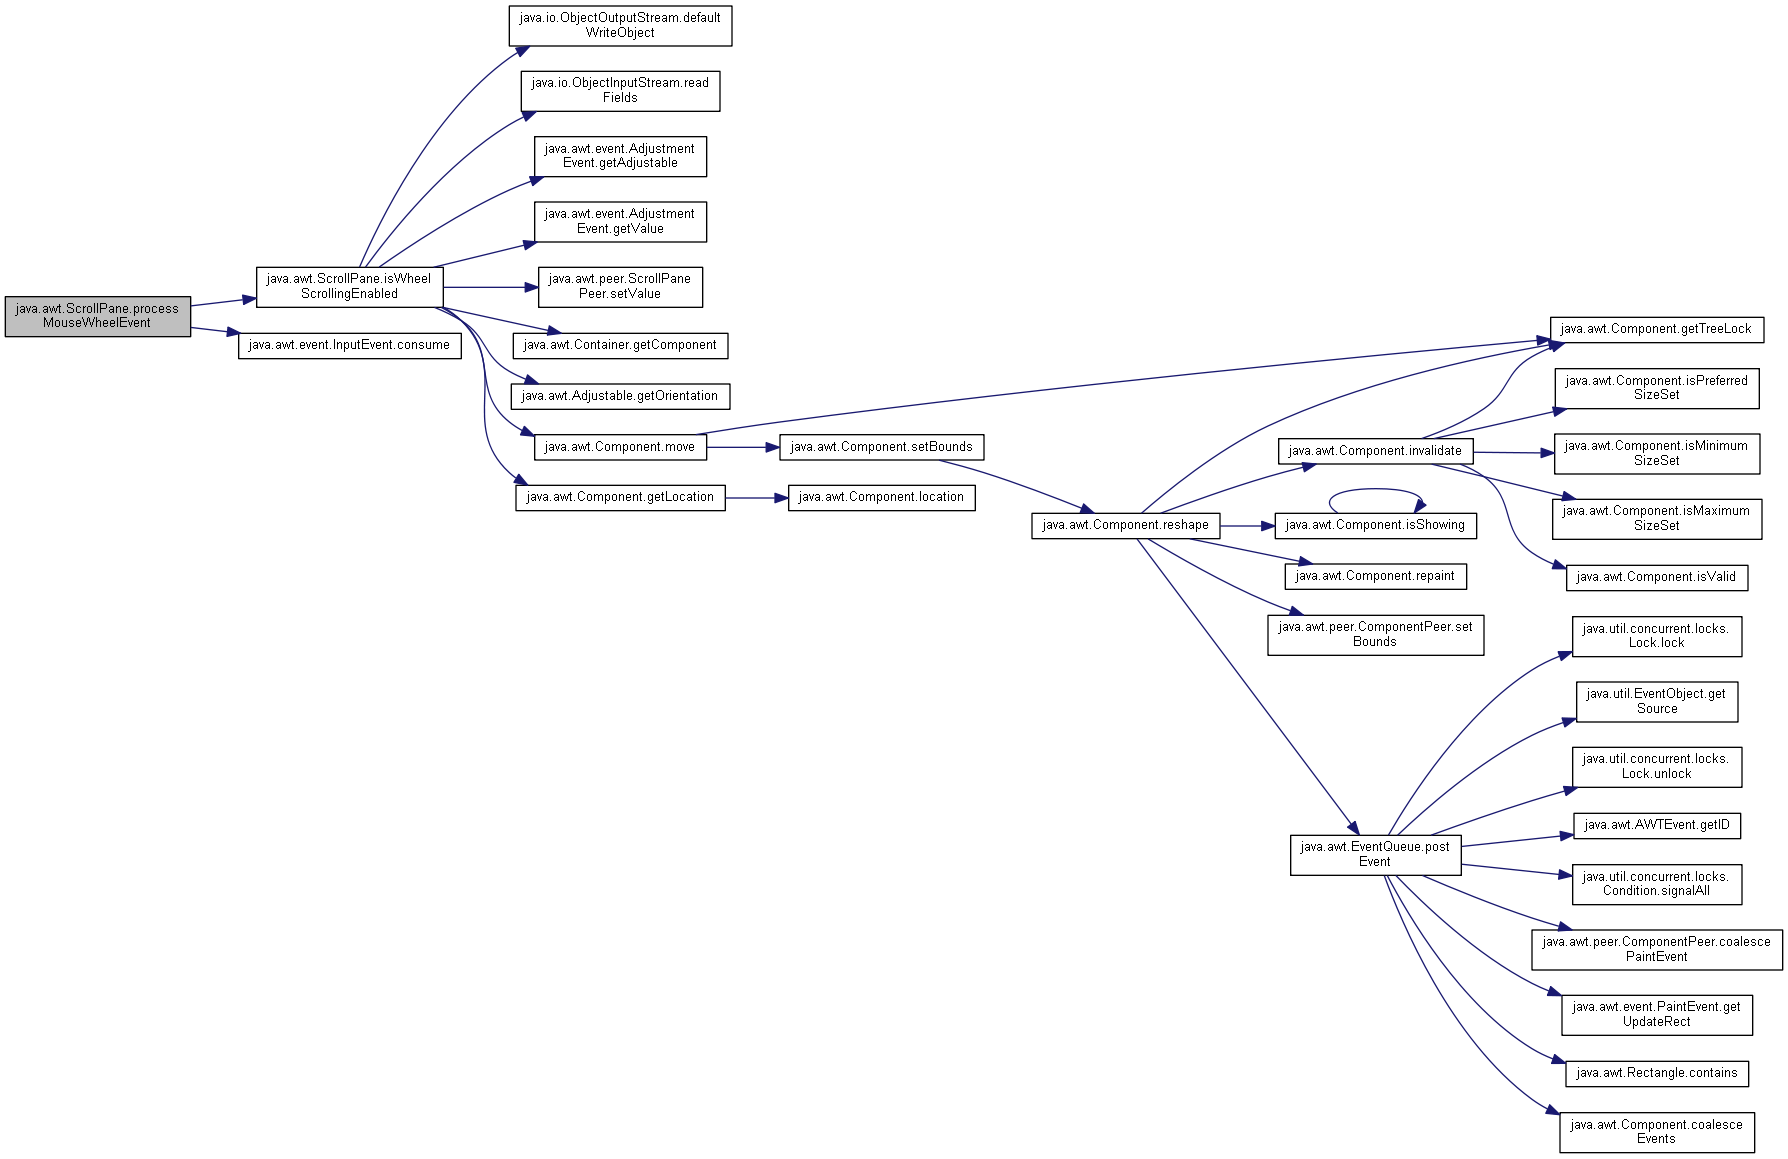 java.awt.ScrollPane.process
MouseWheelEvent
java.awt.ScrollPane.isWheel
ScrollingEnabled
java.awt.event.InputEvent.consume
java.io.ObjectOutputStream.default
WriteObject
java.io.ObjectInputStream.read
Fields
java.awt.event.Adjustment
Event.getAdjustable
java.awt.event.Adjustment
Event.getValue
java.awt.peer.ScrollPane
Peer.setValue
java.awt.Container.getComponent
java.awt.Adjustable.getOrientation
java.awt.Component.move
java.awt.Component.getLocation
java.awt.Component.setBounds
java.awt.Component.location
java.awt.Component.reshape
java.awt.Component.invalidate
java.awt.Component.isShowing
java.awt.Component.repaint
java.awt.peer.ComponentPeer.set
Bounds
java.awt.EventQueue.post
Event
java.awt.Component.getTreeLock
java.awt.Component.isPreferred
SizeSet
java.awt.Component.isMinimum
SizeSet
java.awt.Component.isMaximum
SizeSet
java.awt.Component.isValid
java.util.concurrent.locks.
Lock.lock
java.util.EventObject.get
Source
java.util.concurrent.locks.
Lock.unlock
java.awt.AWTEvent.getID
java.util.concurrent.locks.
Condition.signalAll
java.awt.peer.ComponentPeer.coalesce
PaintEvent
java.awt.event.PaintEvent.get
UpdateRect
java.awt.Rectangle.contains
java.awt.Component.coalesce
Events